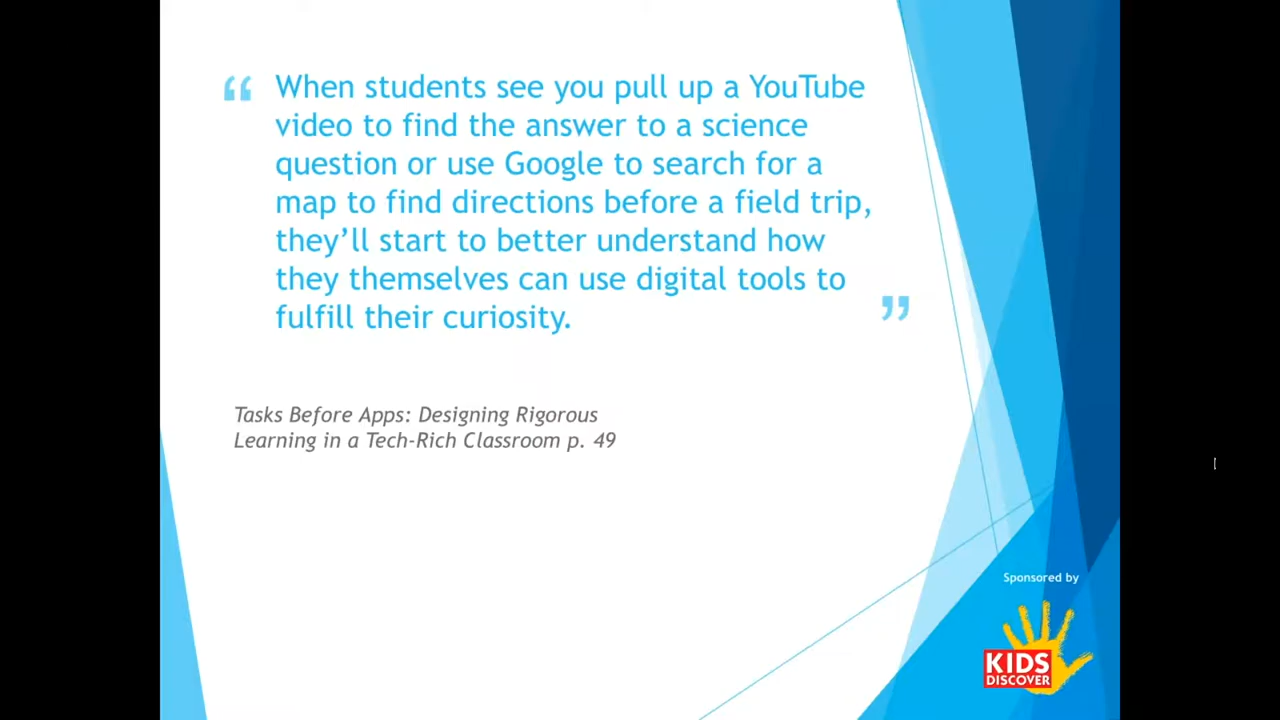 “ When students see you pull up a YouTube
video to find the answer to a science
question or use Google to search for a
map to find directions before a field trip,
they’ll start to better understand how
they themselves can use digital tools to
fulfill their curiosity. ”
Tasks Before Apps: Designing Rigorous
Learning in a Tech-Rich Classroom p. 49
Sponsored by
KIDS
DISCOVER